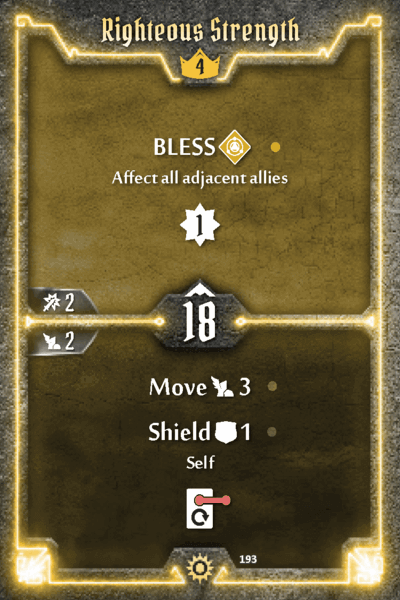 Righteous Strength
4
BLESS
Affect all adjacent allies
1
2
18
2
Move 3
Shield 1
Self
193